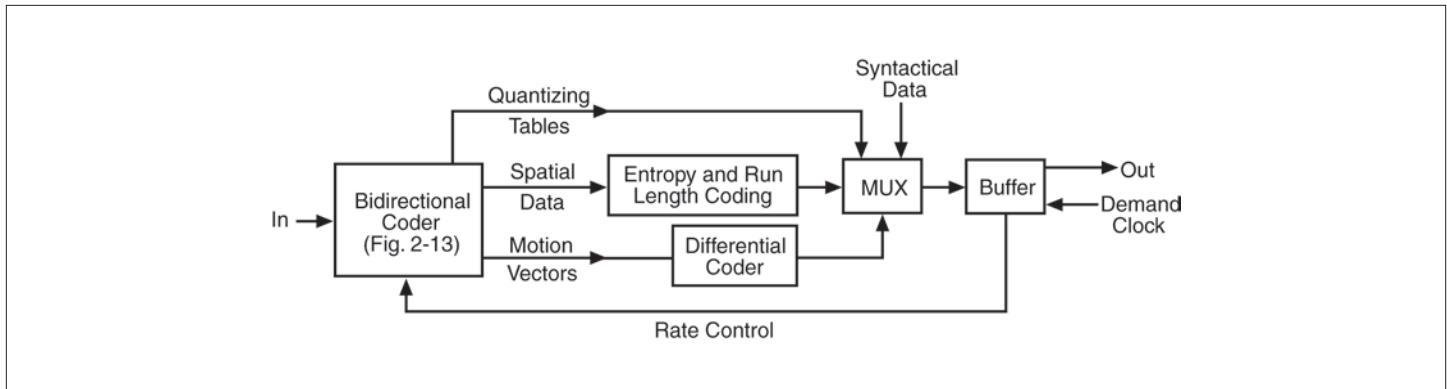 Syntactical
Data
Quantizing
Tables
Spatial
Data
Entropy and Run
Length Coding
MUX
Buffer
Out
Demand
Clock
In
Bidirectional
Coder
(Fig. 2-13)
Motion
Vectors
Differential
Coder
Rate Control